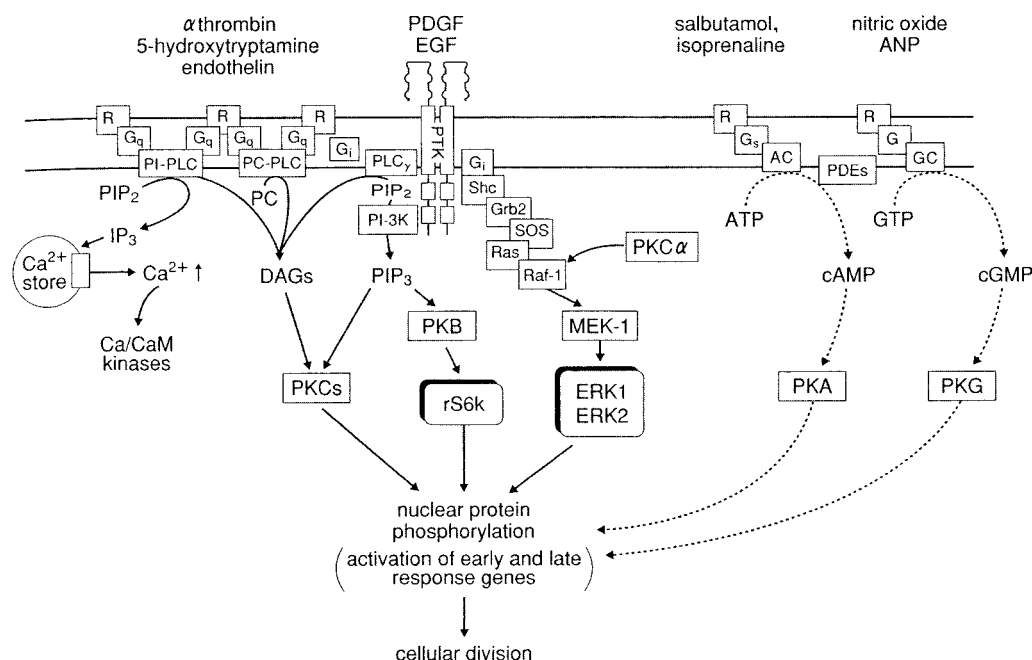 α thrombin
5-hydroxytryptamine
endothelin
PDGF
EGF
salbutamol,
isoprenaline
nitric oxide
ANP
R
R
R
R
R
Gq
Gq
Gq
Gq
Gi
PTK
Gi
Gs
G
PI-PLC
PC-PLC
PLCγ
AC
PDEs
GC
PIP2
PC
PIP2
Shc
Grb2
SOS
Ras
Raf-1
PKCα
PI-3K
ATP
GTP
IP3
Ca2+
store
Ca2+ ↑
DAGs
PIP3
cAMP
cGMP
Ca/CaM
kinases
PKB
MEK-1
PKCs
rS6k
ERK1
ERK2
PKA
PKG
nuclear protein
phosphorylation
(activation of early and late
response genes)
cellular division